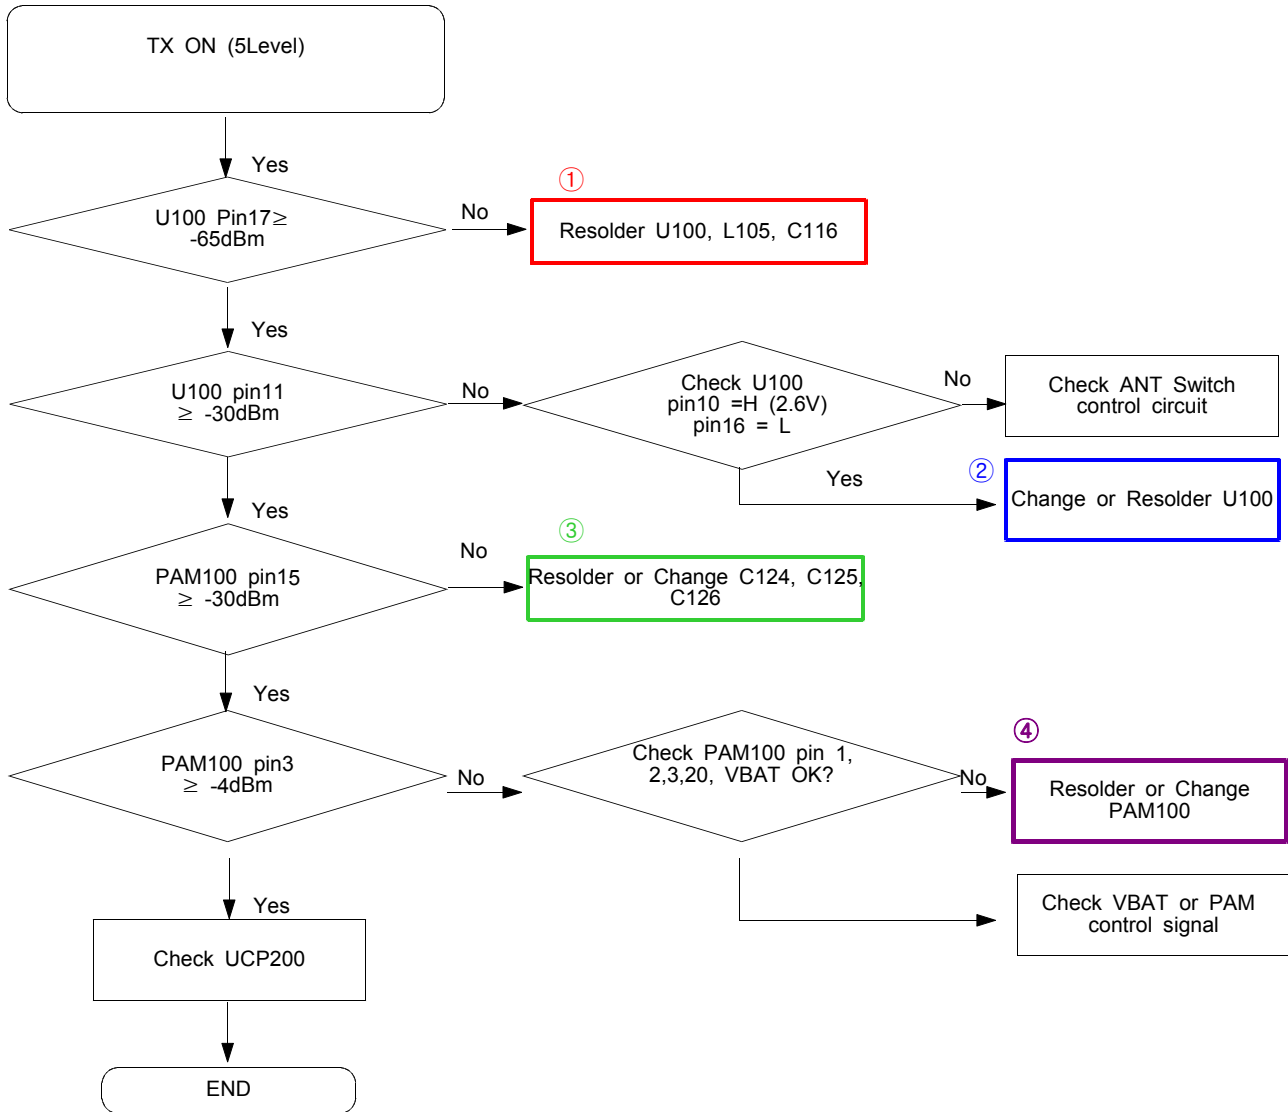 TX ON (5Level)
Yes
U100 Pin17≥
-65dBm
No
①
Resolder U100, L105, C116
Yes
U100 pin11
≥ -30dBm
No
Check U100
pin10 =H (2.6V)
pin16 = L
No
Check ANT Switch
control circuit
Yes
②
Change or Resolder U100
Yes
PAM100 pin15
≥ -30dBm
No
③
Resolder or Change C124, C125,
C126
Yes
PAM100 pin3
≥ -4dBm
No
Check PAM100 pin 1,
2,3,20, VBAT OK?
No
④
Resolder or Change
PAM100
Check VBAT or PAM
control signal
Yes
Check UCP200
END